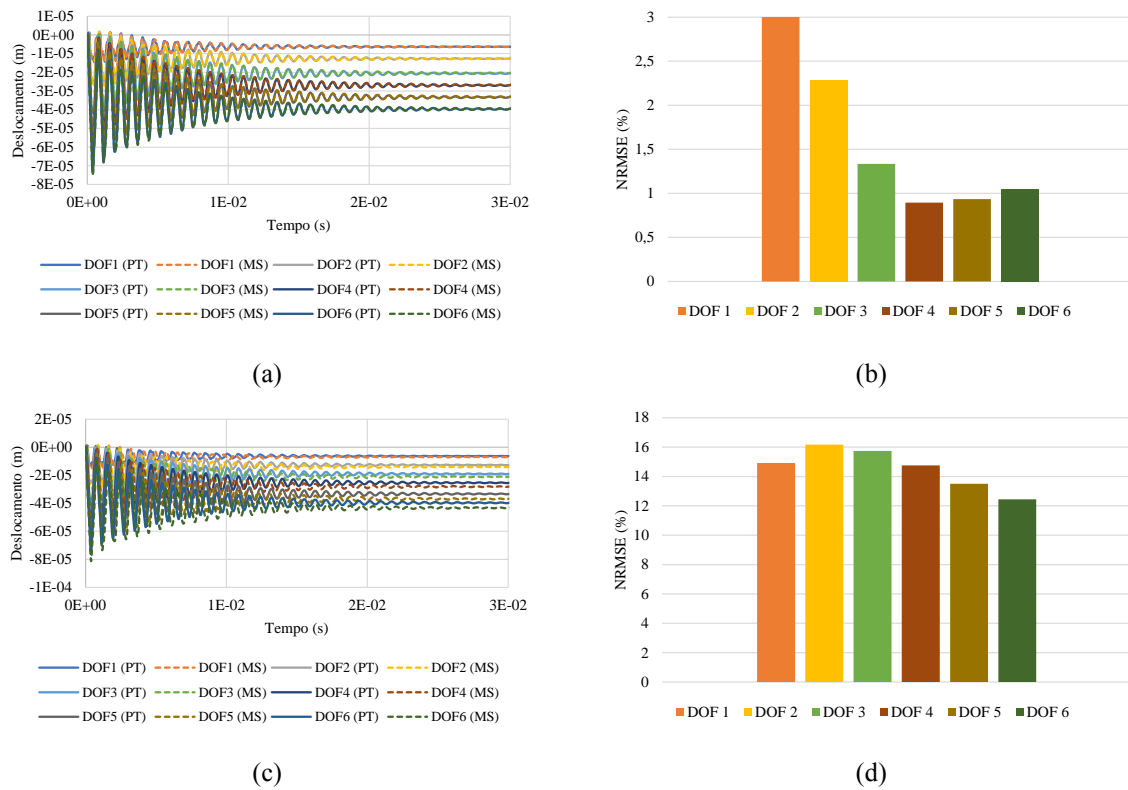 1E-05
0E+00
-1E-05
-2E-05
-3E-05
-4E-05
-5E-05
-6E-05
-7E-05
-8E-05
Deslocamento (m)
0E+00 1E-02 2E-02 3E-02
Tempo (s)
DOF1 (PT) DOF1 (MS) DOF2 (PT) DOF2 (MS)
DOF3 (PT) DOF3 (MS) DOF4 (PT) DOF4 (MS)
DOF5 (PT) DOF5 (MS) DOF6 (PT) DOF6 (MS)
(a)
3
2,5
2
1,5
1
0,5
0
NRMSE (%)
DOF 1 DOF 2 DOF 3 DOF 4 DOF 5 DOF 6
(b)
2E-05
0E+00
-2E-05
-4E-05
-6E-05
-8E-05
-1E-04
Deslocamento (m)
0E+00 1E-02 2E-02 3E-02
Tempo (s)
DOF1 (PT) DOF1 (MS) DOF2 (PT) DOF2 (MS)
DOF3 (PT) DOF3 (MS) DOF4 (PT) DOF4 (MS)
DOF5 (PT) DOF5 (MS) DOF6 (PT) DOF6 (MS)
(c)
18
16
14
12
10
8
6
4
2
0
NRMSE (%)
DOF 1 DOF 2 DOF 3 DOF 4 DOF 5 DOF 6
(d)